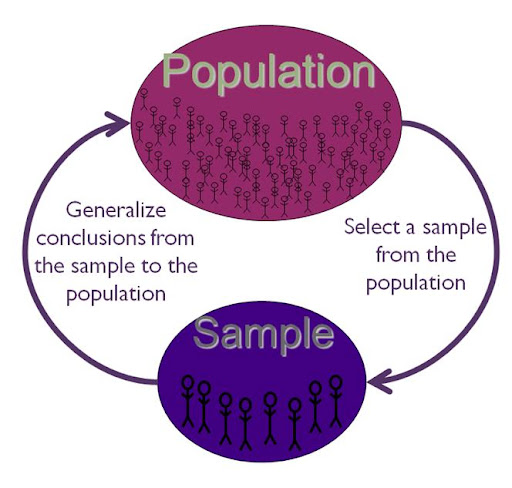 Population
Generalize
conclusions from
the sample to the
population
Select a sample
from the
population
Sample